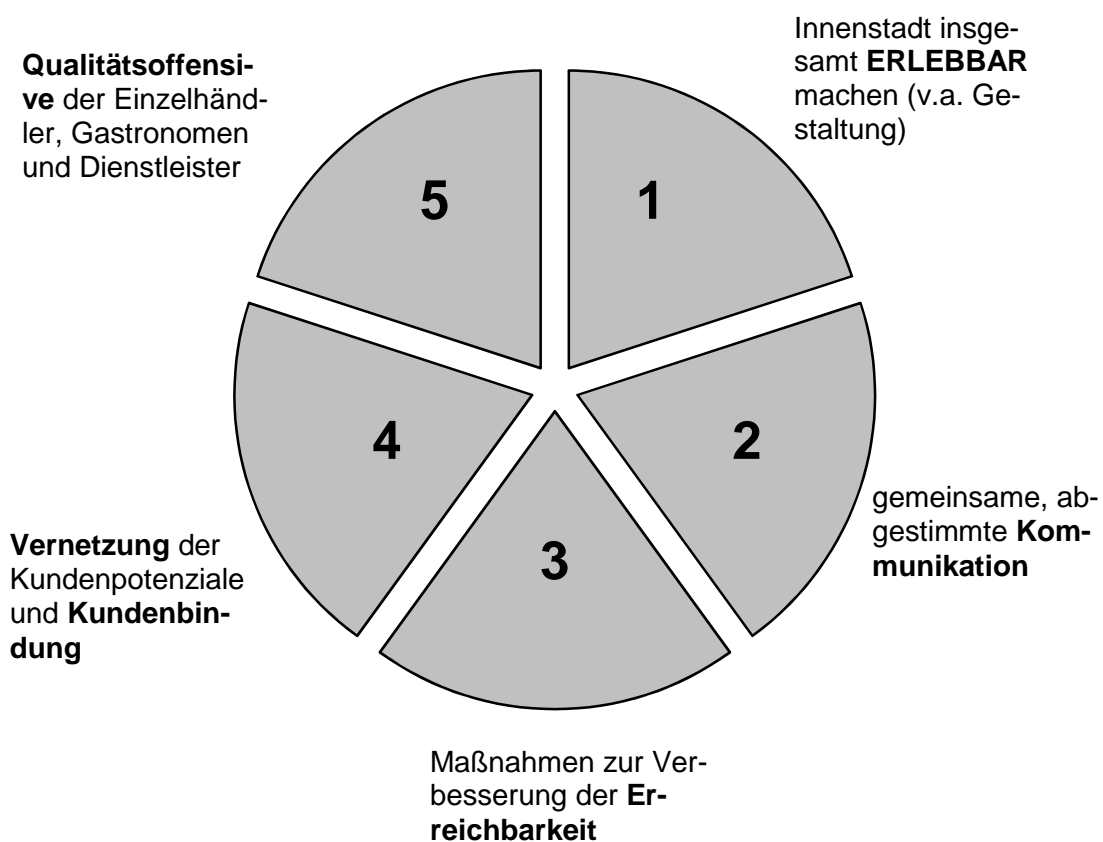 Innenstadt insge-
samt ERLEBBAR
machen (v.a. Ge-
staltung)
Qualitätsoffensi-
ve der Einzelhänd-
ler, Gastronomen
und Dienstleister
5
1
4
2
3
gemeinsame, ab-
gestimmte Kom-
munikation
Vernetzung der
Kundenpotenziale
und Kundenbin-
dung
Maßnahmen zur Ver-
besserung der Er-
reichbarkeit